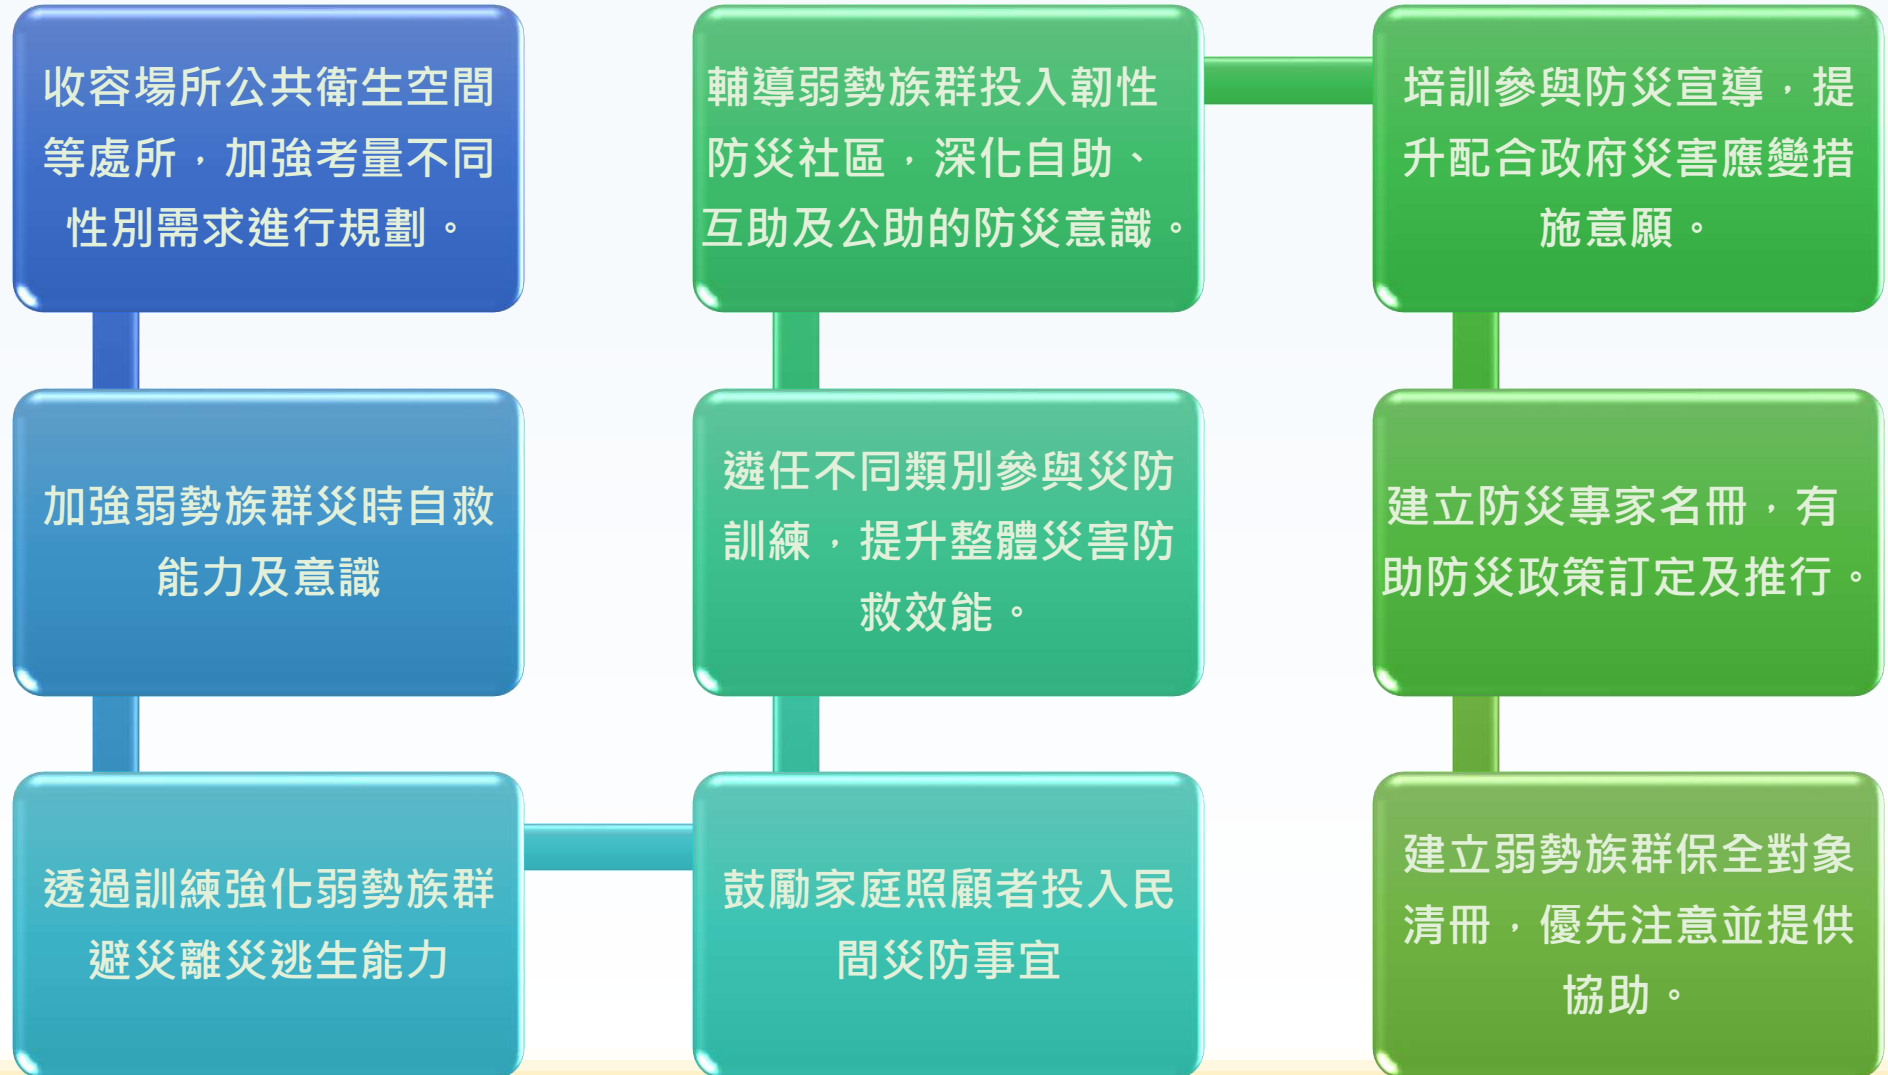 收容場所公共衛生空間
等處所，加強考量不同
性別需求進行規劃。
加強弱勢族群災時自救
能力及意識
透過訓練強化弱勢族群
避災離災逃生能力
鼓勵家庭照顧者投入民
間災防事宜
遴任不同類別參與災防
訓練，提升整體災害防
救效能。
輔導弱勢族群投入韌性
防災社區，深化自助、
互助及公助的防災意識。
培訓參與防災宣導，提
升配合政府災害應變措
施意願。
建立防災專家名冊，有
助防災政策訂定及推行。
建立弱勢族群保全對象
清冊，優先注意並提供
協助。